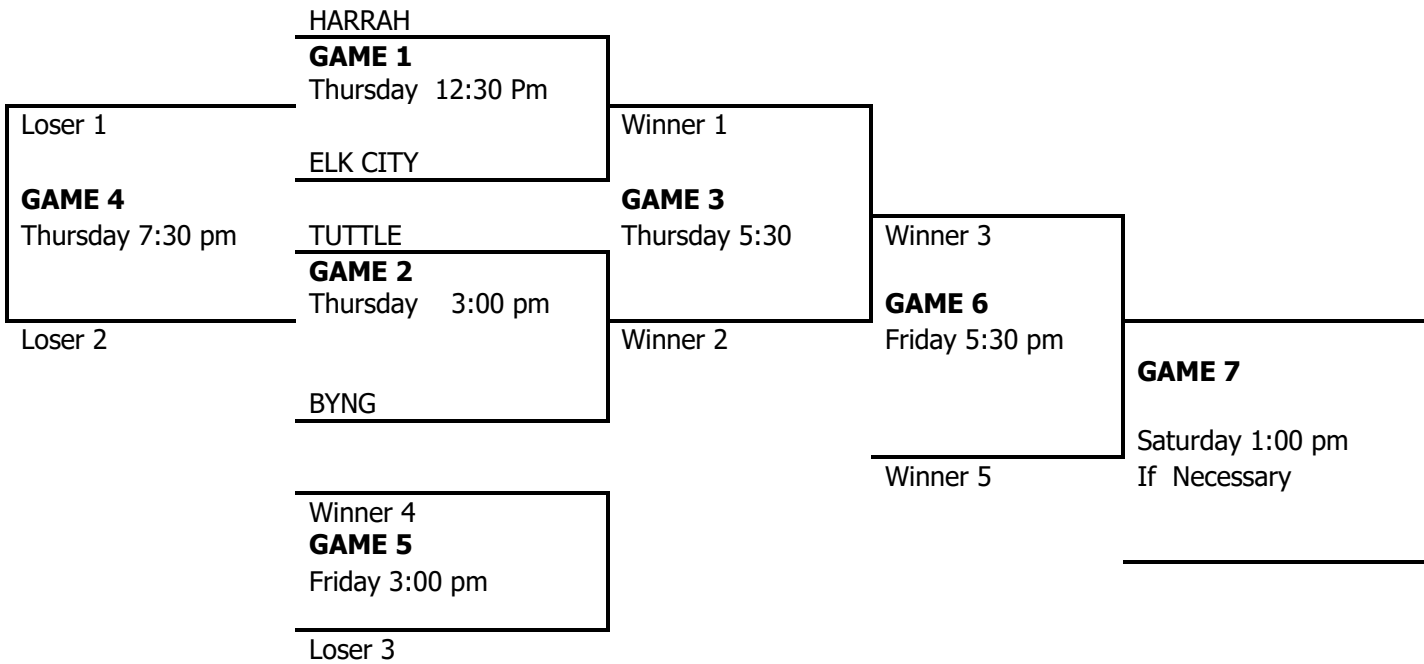 HARRAH
GAME 1
Thursday 12:30 Pm
Loser 1
Winner 1
ELK CITY
GAME 4
GAME 3
Thursday 7:30 pm
TUTTLE
Thursday 5:30
Winner 3
GAME 2
Thursday 3:00 pm
GAME 6
Loser 2
Winner 2
Friday 5:30 pm
GAME 7
BYNG
Saturday 1:00 pm
Winner 5
If Necessary
Winner 4
GAME 5
Friday 3:00 pm
Loser 3